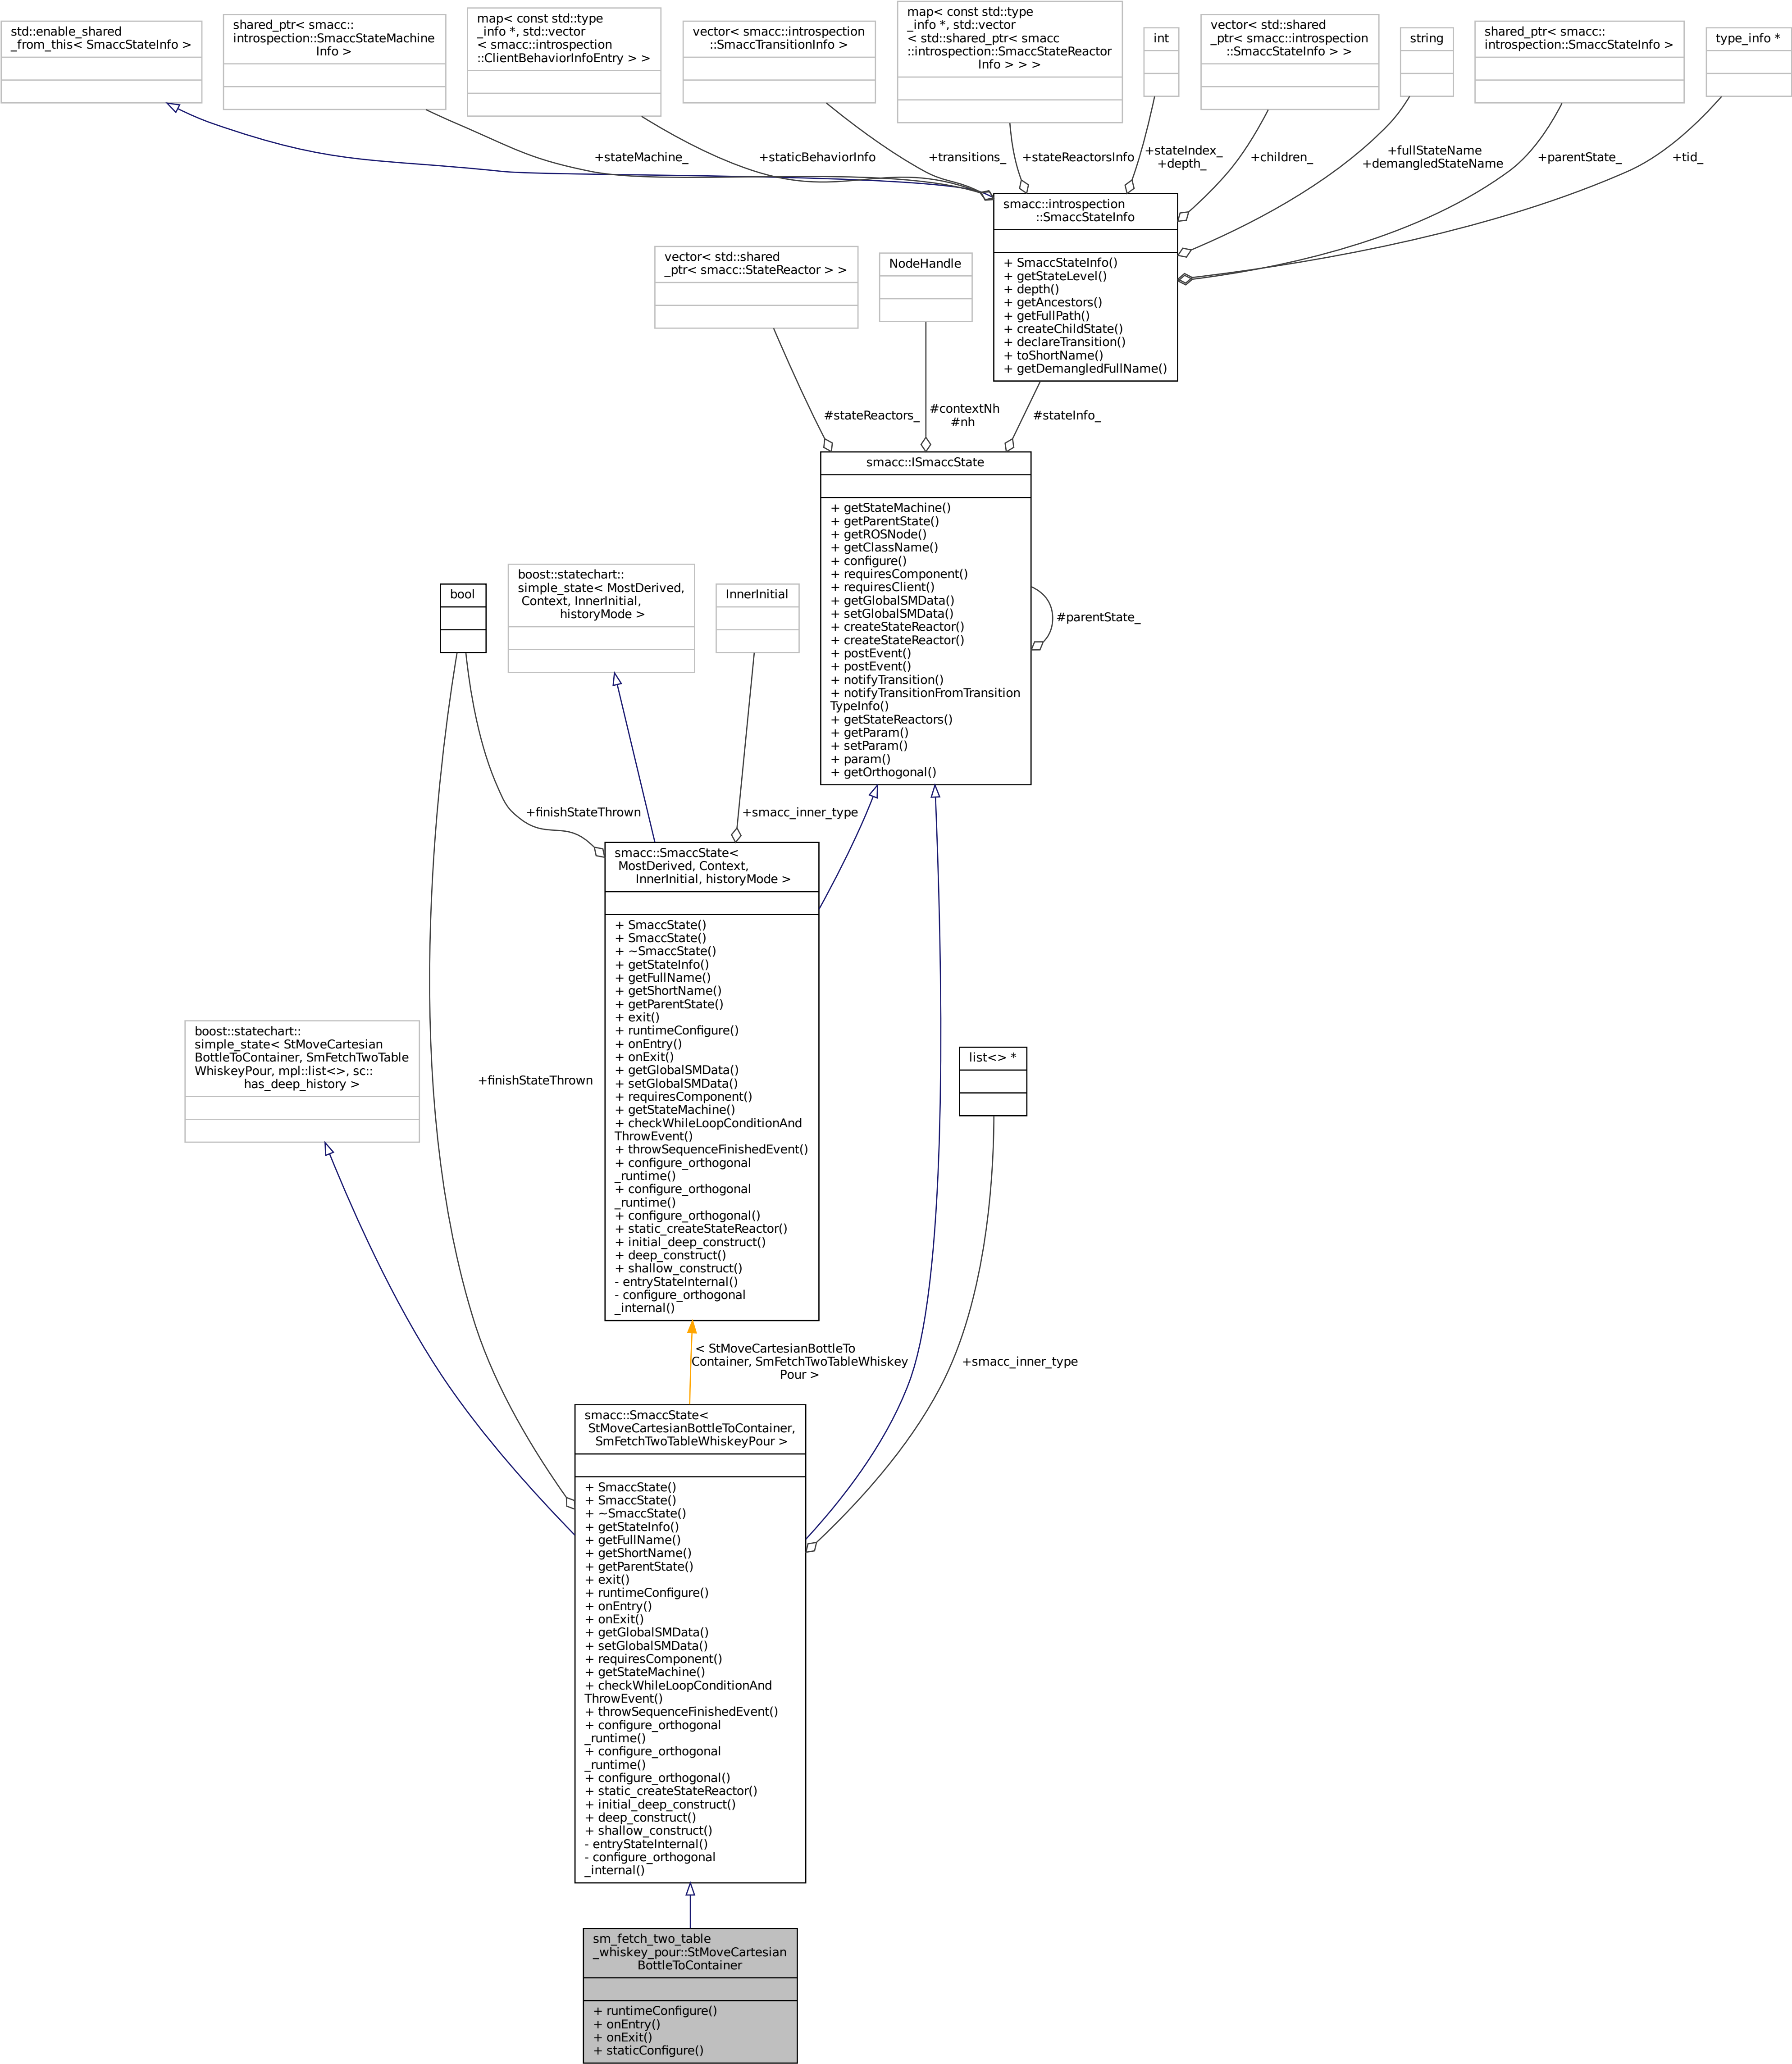 std::enable_shared
_from_this< SmaccStateInfo >
shared_ptr< smacc::
introspection::SmaccStateMachine
Info >
map< const std::type
_info *, std::vector
< smacc::introspection
::ClientBehaviorInfoEntry > >
vector< smacc::introspection
::SmaccTransitionInfo >
map< const std::type
_info *, std::vector
< std::shared_ptr< smacc
::introspection::SmaccStateReactor
Info > > >
int
vector< std::shared
_ptr< smacc::introspection
::SmaccStateInfo > >
string
shared_ptr< smacc::
introspection::SmaccStateInfo >
type_info *
+stateMachine_
+staticBehaviorInfo
+transitions_
+stateReactorsInfo
+stateIndex_
+depth_
+children_
+fullStateName
+demangledStateName
+parentState_
+tid_
smacc::introspection
::SmaccStateInfo
+ SmaccStateInfo()
+ getStateLevel()
+ depth()
+ getAncestors()
+ getFullPath()
+ createChildState()
+ declareTransition()
+ toShortName()
+ getDemangledFullName()
vector< std::shared
_ptr< smacc::StateReactor > >
NodeHandle
#stateReactors_
#contextNh
#nh
#stateInfo_
smacc::ISmaccState
+ getStateMachine()
+ getParentState()
+ getROSNode()
+ getClassName()
+ configure()
+ requiresComponent()
+ requiresClient()
+ getGlobalSMData()
+ setGlobalSMData()
+ createStateReactor()
+ createStateReactor()
+ postEvent()
+ postEvent()
+ notifyTransition()
+ notifyTransitionFromTransition
TypeInfo()
+ getStateReactors()
+ getParam()
+ setParam()
+ param()
+ getOrthogonal()
#parentState_
bool
boost::statechart::
simple_state< MostDerived,
Context, InnerInitial,
historyMode >
InnerInitial
+finishStateThrown
+smacc_inner_type
smacc::SmaccState<
MostDerived, Context,
InnerInitial, historyMode >
+ SmaccState()
+ SmaccState()
+ ~SmaccState()
+ getStateInfo()
+ getFullName()
+ getShortName()
+ getParentState()
+ exit()
+ runtimeConfigure()
+ onEntry()
+ onExit()
+ getGlobalSMData()
+ setGlobalSMData()
+ requiresComponent()
+ getStateMachine()
+ checkWhileLoopConditionAnd
ThrowEvent()
+ throwSequenceFinishedEvent()
+ configure_orthogonal
_runtime()
+ configure_orthogonal
_runtime()
+ configure_orthogonal()
+ static_createStateReactor()
+ initial_deep_construct()
+ deep_construct()
+ shallow_construct()
- entryStateInternal()
- configure_orthogonal
_internal()
boost::statechart::
simple_state< StMoveCartesian
BottleToContainer, SmFetchTwoTable
WhiskeyPour, mpl::list<>, sc::
has_deep_history >
+finishStateThrown
list<> *
< StMoveCartesianBottleTo
Container, SmFetchTwoTableWhiskey
Pour >
+smacc_inner_type
smacc::SmaccState<
StMoveCartesianBottleToContainer,
SmFetchTwoTableWhiskeyPour >
+ SmaccState()
+ SmaccState()
+ ~SmaccState()
+ getStateInfo()
+ getFullName()
+ getShortName()
+ getParentState()
+ exit()
+ runtimeConfigure()
+ onEntry()
+ onExit()
+ getGlobalSMData()
+ setGlobalSMData()
+ requiresComponent()
+ getStateMachine()
+ checkWhileLoopConditionAnd
ThrowEvent()
+ throwSequenceFinishedEvent()
+ configure_orthogonal
_runtime()
+ configure_orthogonal
_runtime()
+ configure_orthogonal()
+ static_createStateReactor()
+ initial_deep_construct()
+ deep_construct()
+ shallow_construct()
- entryStateInternal()
- configure_orthogonal
_internal()
sm_fetch_two_table
_whiskey_pour::StMoveCartesian
BottleToContainer
+ runtimeConfigure()
+ onEntry()
+ onExit()
+ staticConfigure()